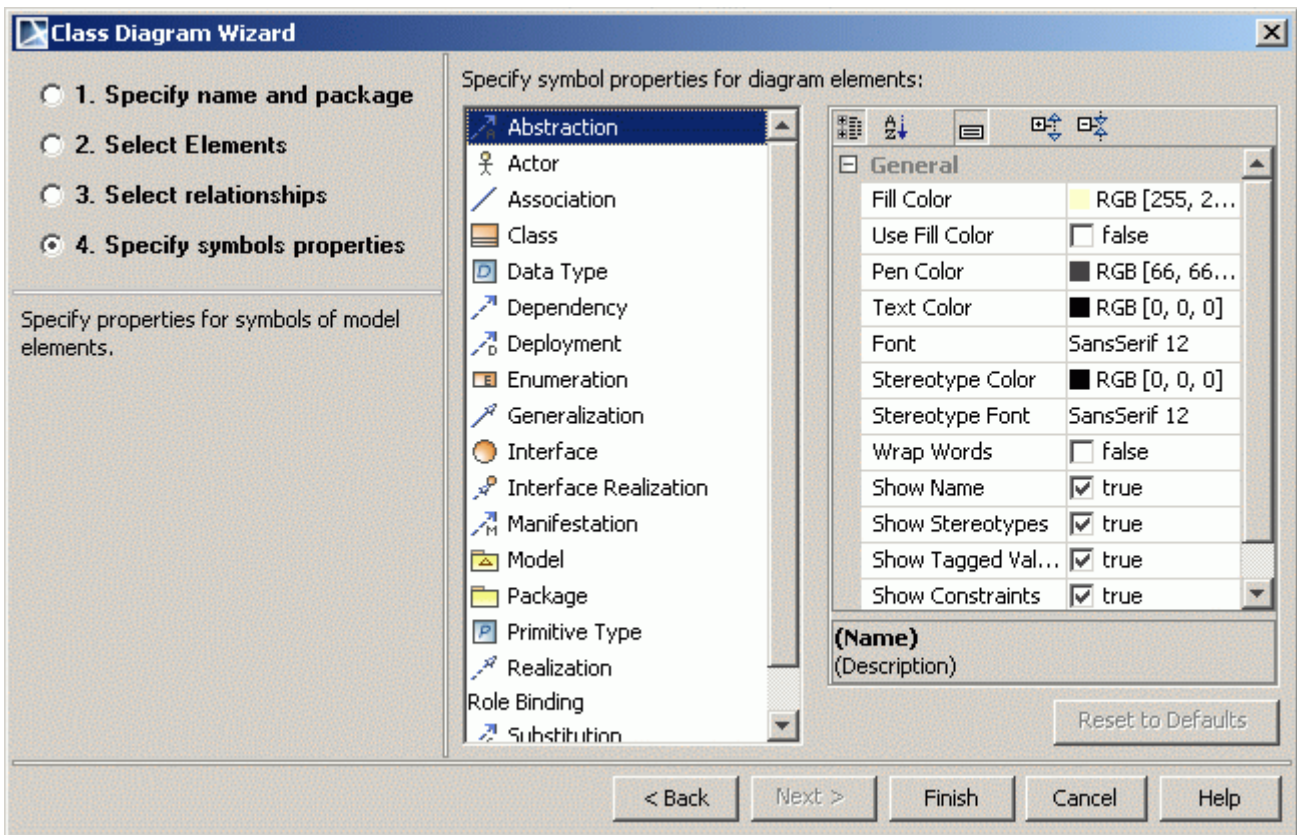 Class Diagram Wizard
1. Specify name and package
2. Select Elements
3. Select relationships
4. Specify symbols properties
Specify properties for symbols of model
elements.
Specify symbol properties for diagram elements:
Abstraction
Actor
Association
Class
Data Type
Dependency
Deployment
Enumeration
Generalization
Interface
Interface Realization
Manifestation
Model
Package
Primitive Type
Realization
Role Binding
Substitution
General
Fill Color RGB [255, 2...
Use Fill Color false
Pen Color RGB [66, 66...
Text Color RGB [0, 0, 0]
Font SansSerif 12
Stereotype Color RGB [0, 0, 0]
Stereotype Font SansSerif 12
Wrap Words false
Show Name true
Show Stereotypes true
Show Tagged Val... true
Show Constraints true
(Name)
(Description)
Reset to Defaults
< Back Next > Finish Cancel Help